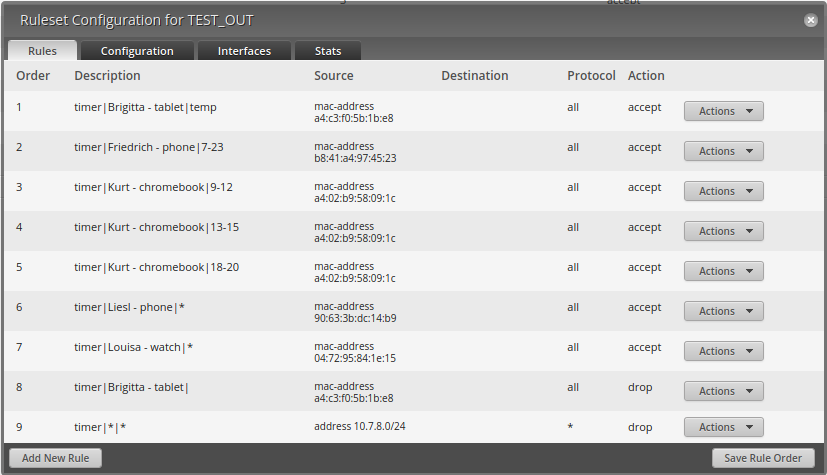 Ruleset Configuration for TEST_OUT
Rules Configuration Interfaces Stats
Order Description Source Destination Protocol Action
1 timer|Brigitta - tablet|temp mac-address all accept Actions
a4:c3:f0:5b:1b:e8
2 timer|Friedrich - phone|7-23 mac-address all accept Actions
b8:41:a4:97:45:23
3 timer|Kurt - chromebook|9-12 mac-address all accept Actions
a4:02:b9:58:09:1c
4 timer|Kurt - chromebook|13-15 mac-address all accept Actions
a4:02:b9:58:09:1c
5 timer|Kurt - chromebook|18-20 mac-address all accept Actions
a4:02:b9:58:09:1c
6 timer|Liesl - phone|* mac-address all accept Actions
90:63:3b:dc:14:b9
7 timer|Louisa - watch|* mac-address all accept Actions
04:72:95:84:1e:15
8 timer|Brigitta - tablet| mac-address all drop Actions
a4:c3:f0:5b:1b:e8
9 timer|*|* address 10.7.8.0/24 * drop Actions
Add New Rule Save Rule Order